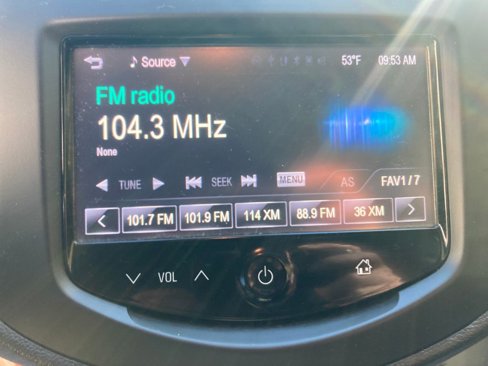 ♪ Source ▼ 53°F 09:53 AM
FM radio
104.3 MHz
None
TUNE SEEK MENU AS FAV1/7
101.7 FM 101.9 FM 114 XM 88.9 FM 36 XM
VOL